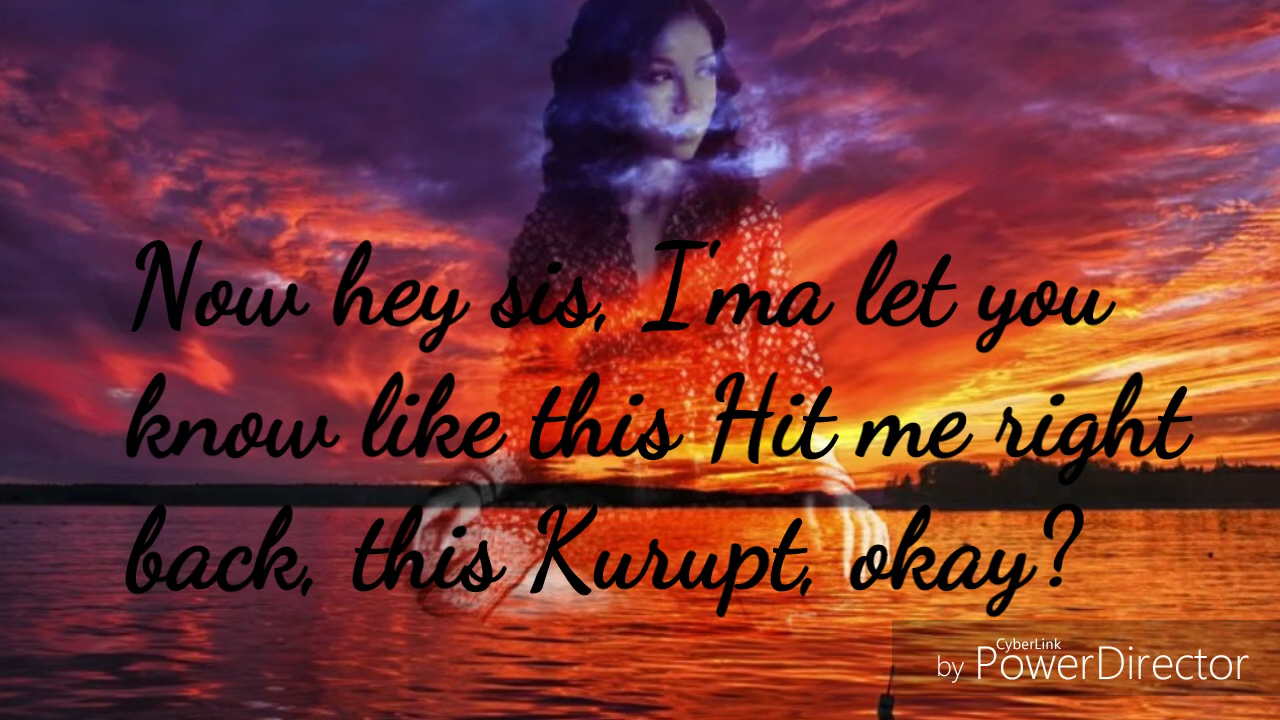 Now hey sis, I'ma let you
know like this Hit me right
back, this Kurupt, okay?
CyberLink
by PowerDirector